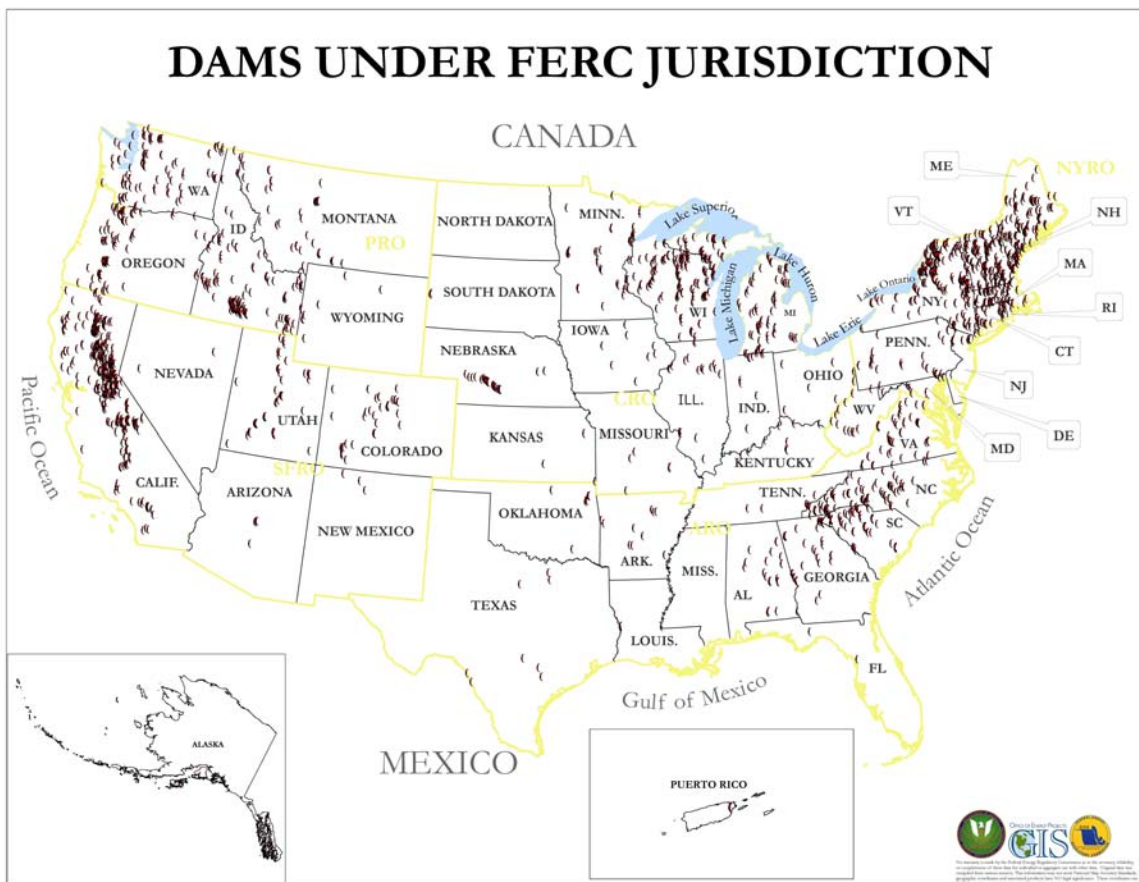 DAMS UNDER FERC JURISDICTION
CANADA
ME
NYRO
VT
NH
WA
MONTANA
NORTH DAKOTA
MINN.
Lake Superior
ID
PRO
OREGON
SOUTH DAKOTA
Lake Huron
MA
Lake Ontario
NY
WYOMING
WI
Lake Michigan
MI
RI
IOWA
Lake Erie
CT
NEBRASKA
PENN.
NEVADA
OHIO
NJ
Pacific Ocean
UTAH
CRO
ILL.
IND.
WV
COLORADO
KANSAS
MISSOURI
VA
MD
DE
SFRO
KENTUCKY
CALIF.
ARIZONA
TENN.
NC
OKLAHOMA
NEW MEXICO
ARO
SC
ARK.
MISS.
GEORGIA
Atlantic Ocean
TEXAS
AL
LOUIS.
FL
Gulf of Mexico
ALASKA
MEXICO
PUERTO RICO
OFFICE OF ENERGY PROJECTS
GIS